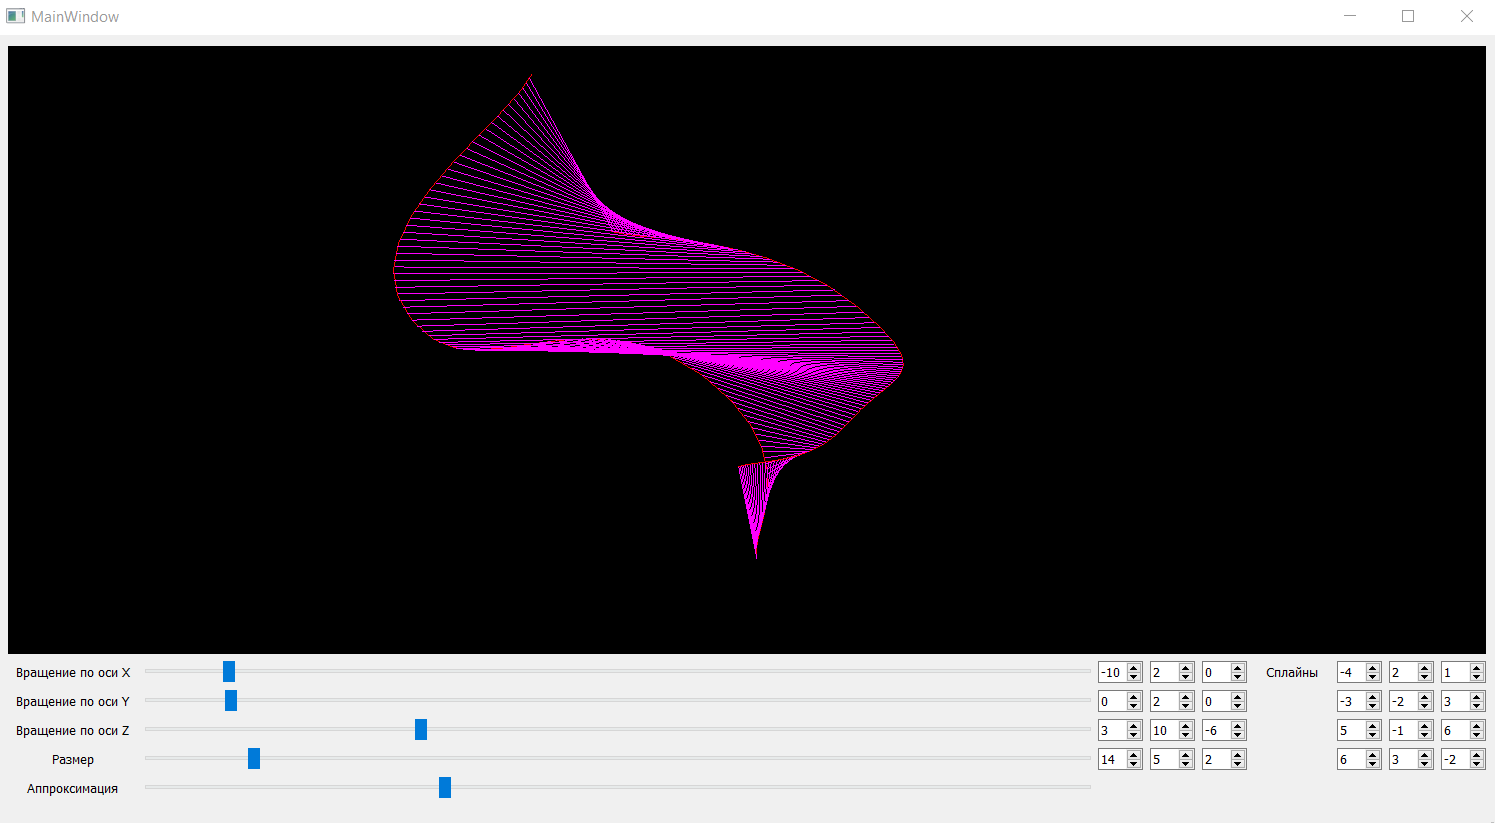 MainWindow
Вращение по оси X -10 2 0 Сплайны -4 2 1
Вращение по оси Y 0 2 0 -3 -2 3
Вращение по оси Z 3 10 -6 5 -1 6
Размер 14 5 2 6 3 -2
Аппроксимация